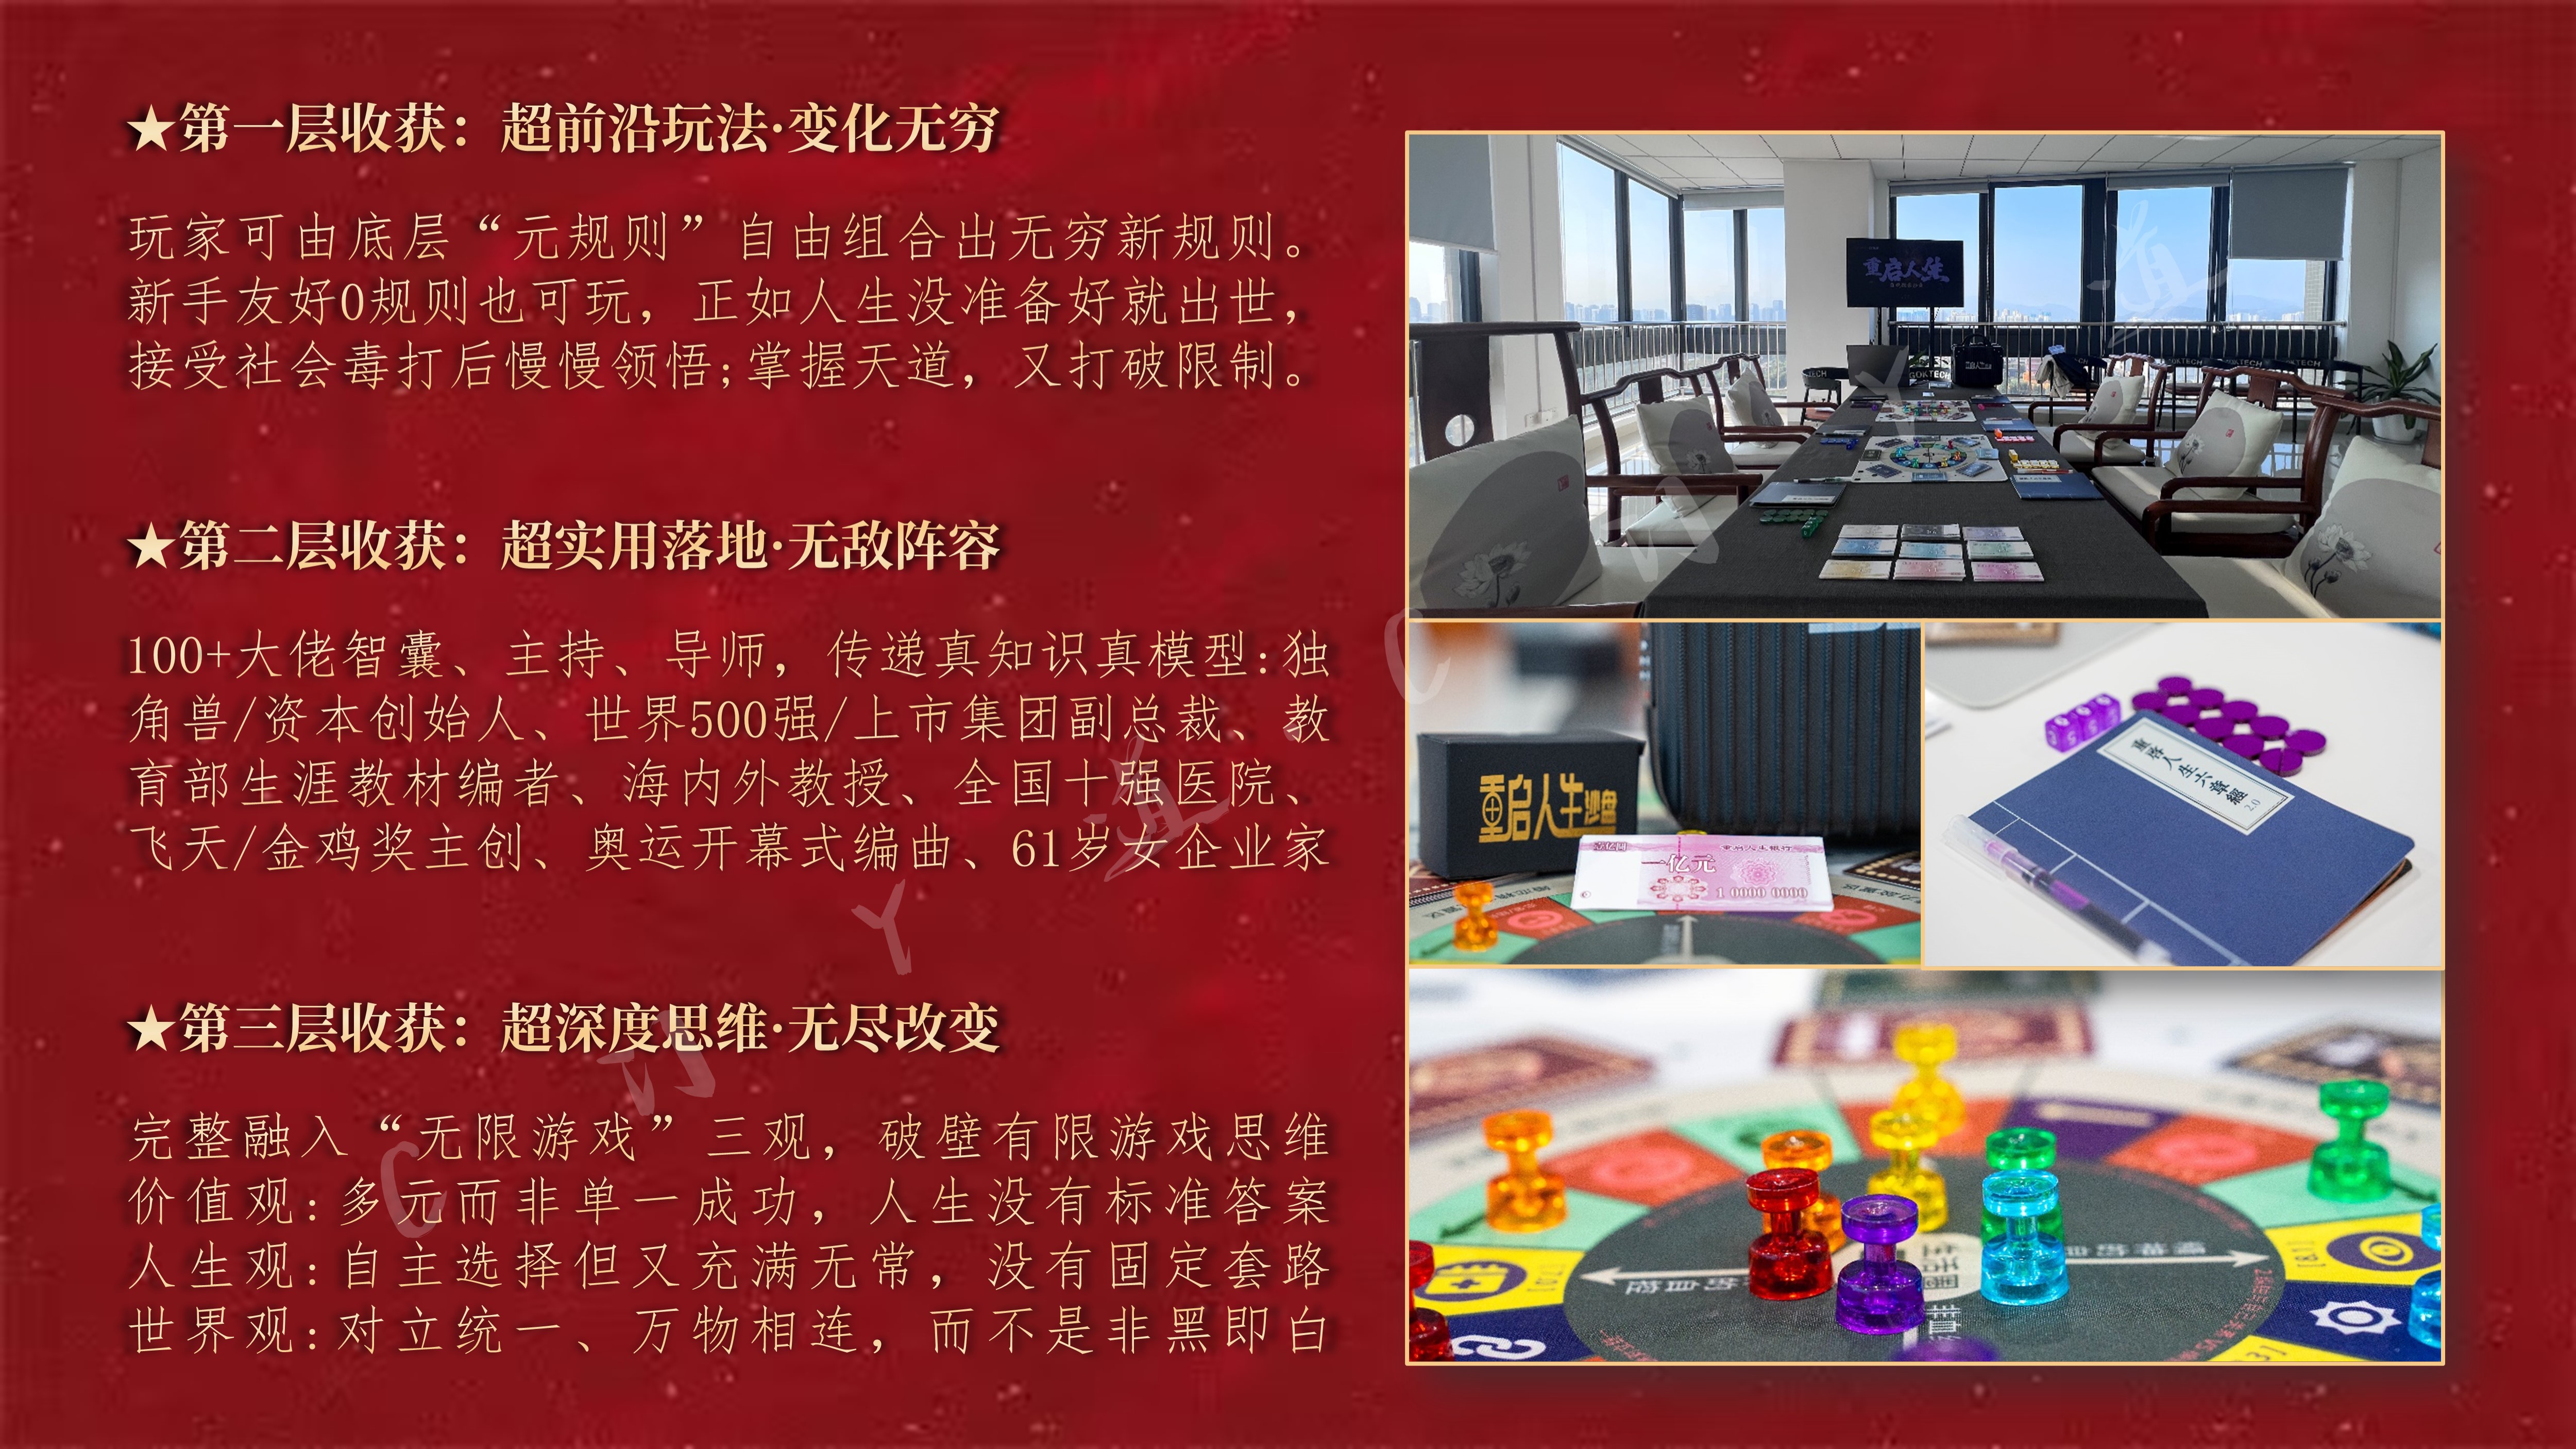 ★第一层收获：超前沿玩法·变化无穷
玩家可由底层“元规则”自由组合出无穷新规则。
新手友好0规则也可玩，正如人生没准备好就出世，
接受社会毒打后慢慢领悟;掌握天道，又打破限制。
★第二层收获：超实用落地·无敌阵容
100+大佬智囊、主持、导师，传递真知识真模型:独
角兽/资本创始人、世界500强/上市集团副总裁、教
育部生涯教材编者、海内外教授、全国十强医院、
飞天/金鸡奖主创、奥运开幕式编曲、61岁女企业家
★第三层收获：超深度思维·无尽改变
完整融入“无限游戏”三观，破壁有限游戏思维
价值观:多元而非单一成功，人生没有标准答案
人生观:自主选择但又充满无常，没有固定套路
世界观:对立统一、万物相连，而不是非黑即白
重启人生
GOKTECH
重启人生沙盘
一亿元
重启人生银行
1 0000 0000
重启人生六章經
2.0